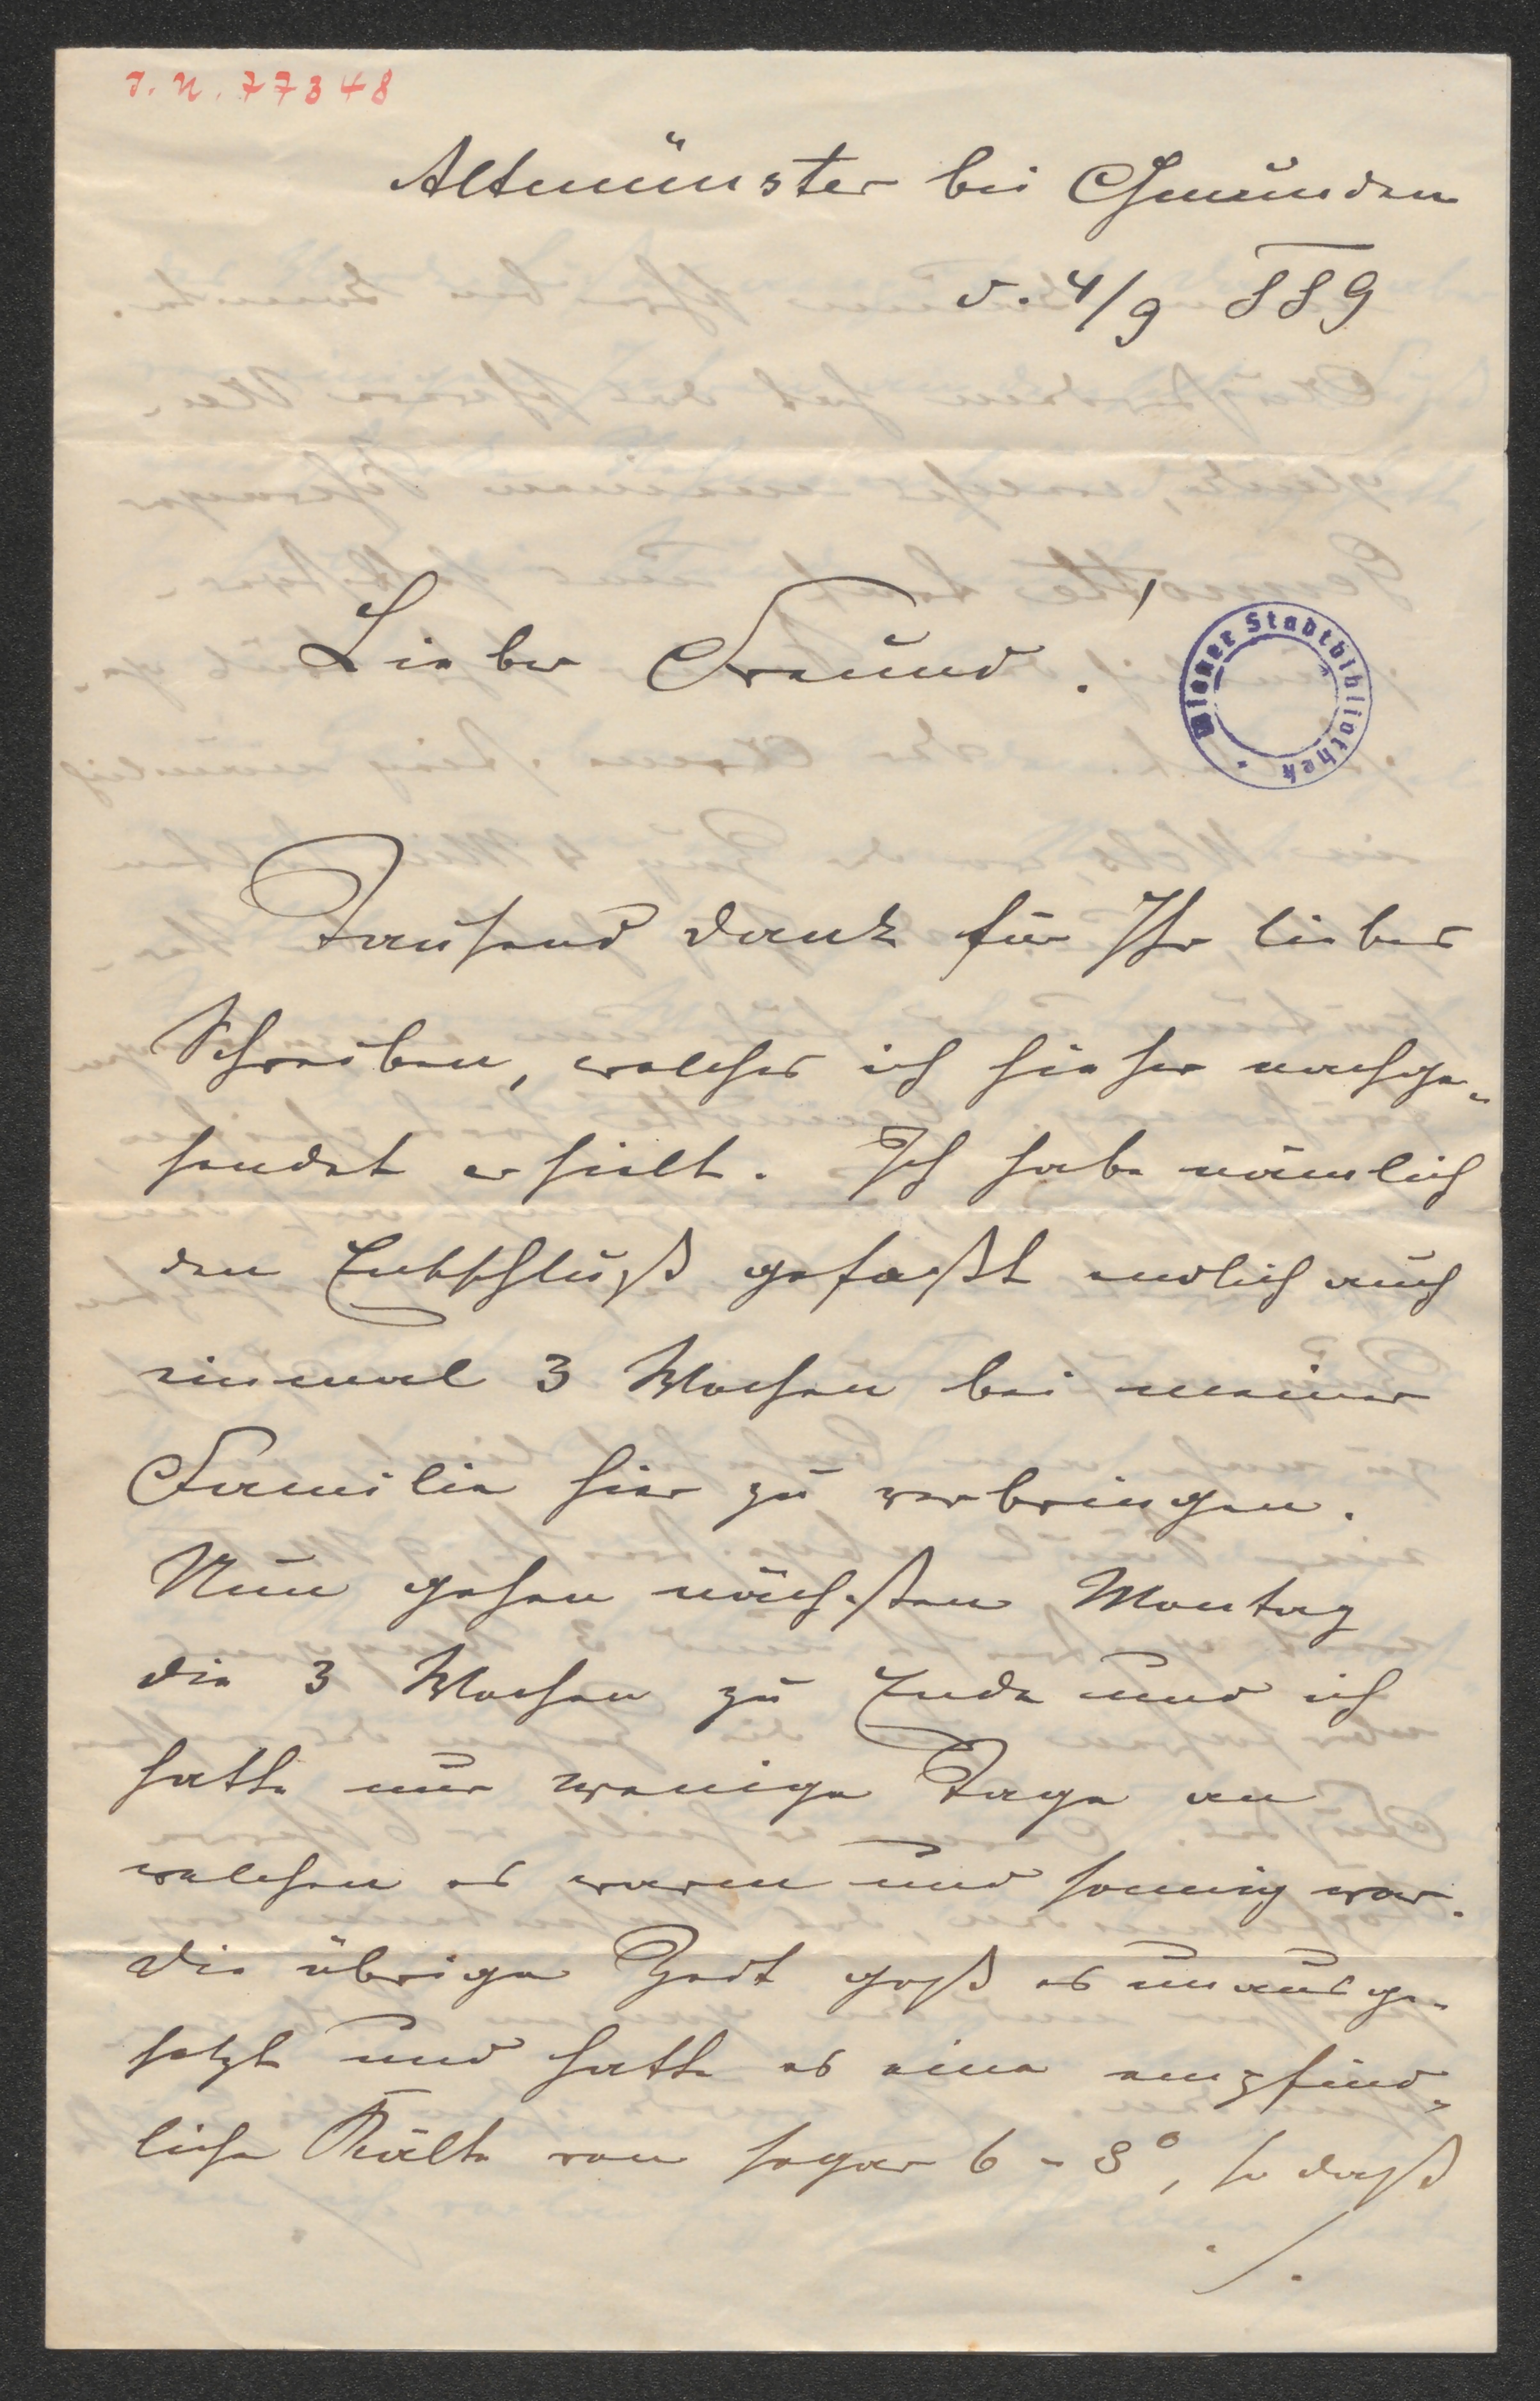 I. N. 77348
Altmünster bei Gmunden
d. 4/9 889
Lieber Freund!
Wiener Stadtbibliothek
Tausend Dank für Ihr liebes
Schreiben, welches ich hieher nachge-
sendet erhielt. Ich habe nämlich
den Entschluß gefaßt endlich auch
einmal 3 Wochen bei meiner
Familie hier zu verbringen.
Nun gehen nächsten Montag
die 3 Wochen zu Ende und ich
hatte nur wenige Tage an
welchen es warm und sonnig war.
Die übrige Zeit goß es unausge-
setzt und hatte es eine empfind-
liche Kälte von sogar 6-8°, so daß
./.